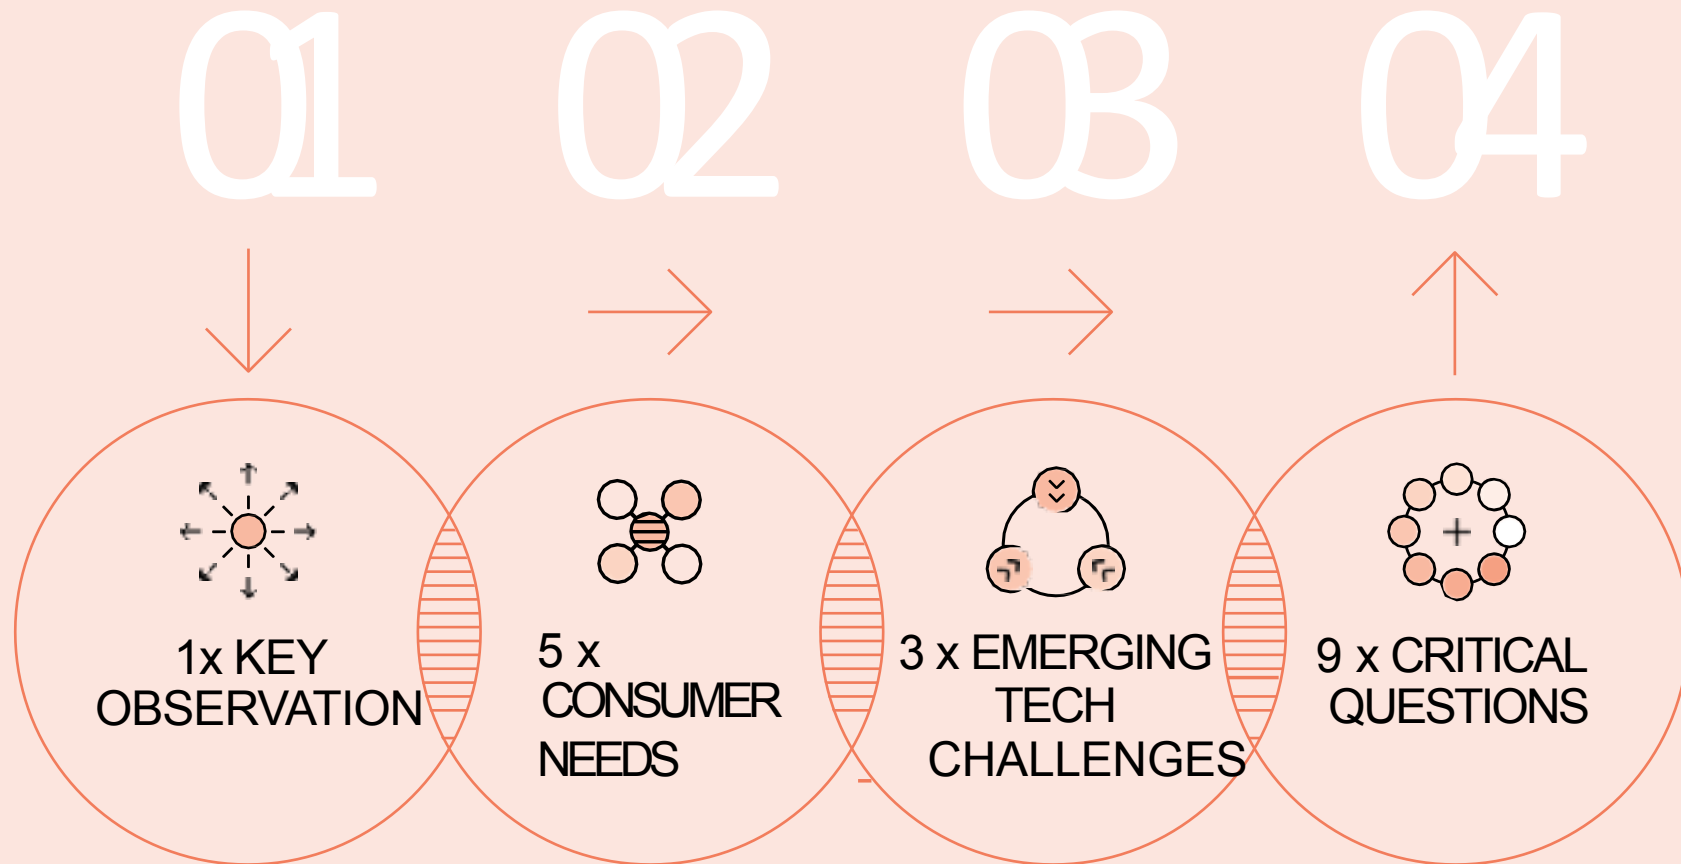 01 02 03 04
1x KEY
OBSERVATION
5 x
CONSUMER
NEEDS
3 x EMERGING
TECH
CHALLENGES
9 x CRITICAL
QUESTIONS